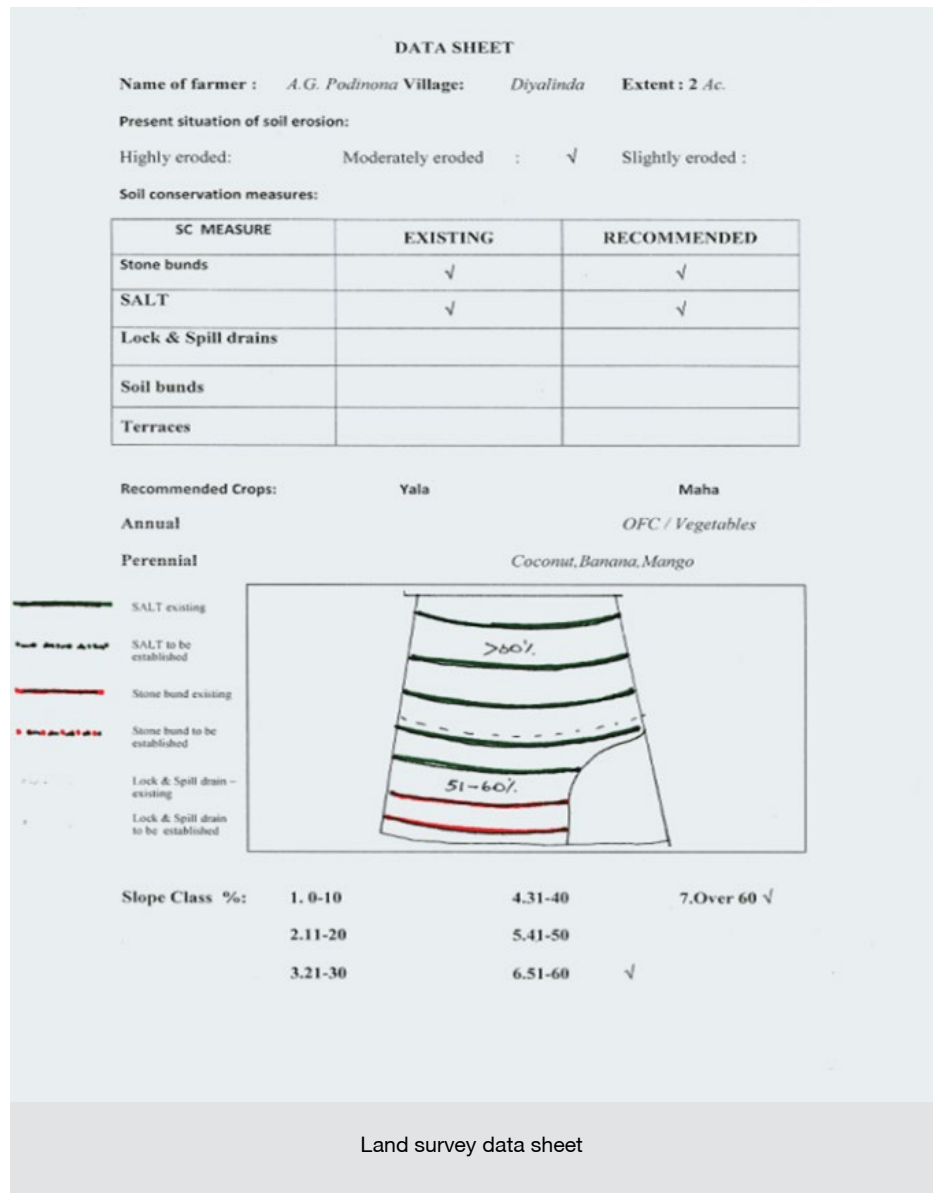 DATA SHEET
Name of farmer : A.G. Podinona Village: Diyalinda Extent : 2 Ac.
Present situation of soil erosion:
Highly eroded: Moderately eroded : √ Slightly eroded :
Soil conservation measures:
SC MEASURE EXISTING RECOMMENDED
Stone bunds √ √
SALT √ √
Lock & Spill drains
Soil bunds
Terraces
Recommended Crops: Yala Maha
Annual OFC / Vegetables
Perennial Coconut,Banana,Mango
SALT existing
SALT to be
established
Stone bund existing
Stone bund to be
established
Lock & Spill drain –
existing
Lock & Spill drain
to be established
>60%
51-60%
Slope Class %: 1. 0-10 4.31-40 7.Over 60 √
2.11-20 5.41-50
3.21-30 6.51-60 √
Land survey data sheet